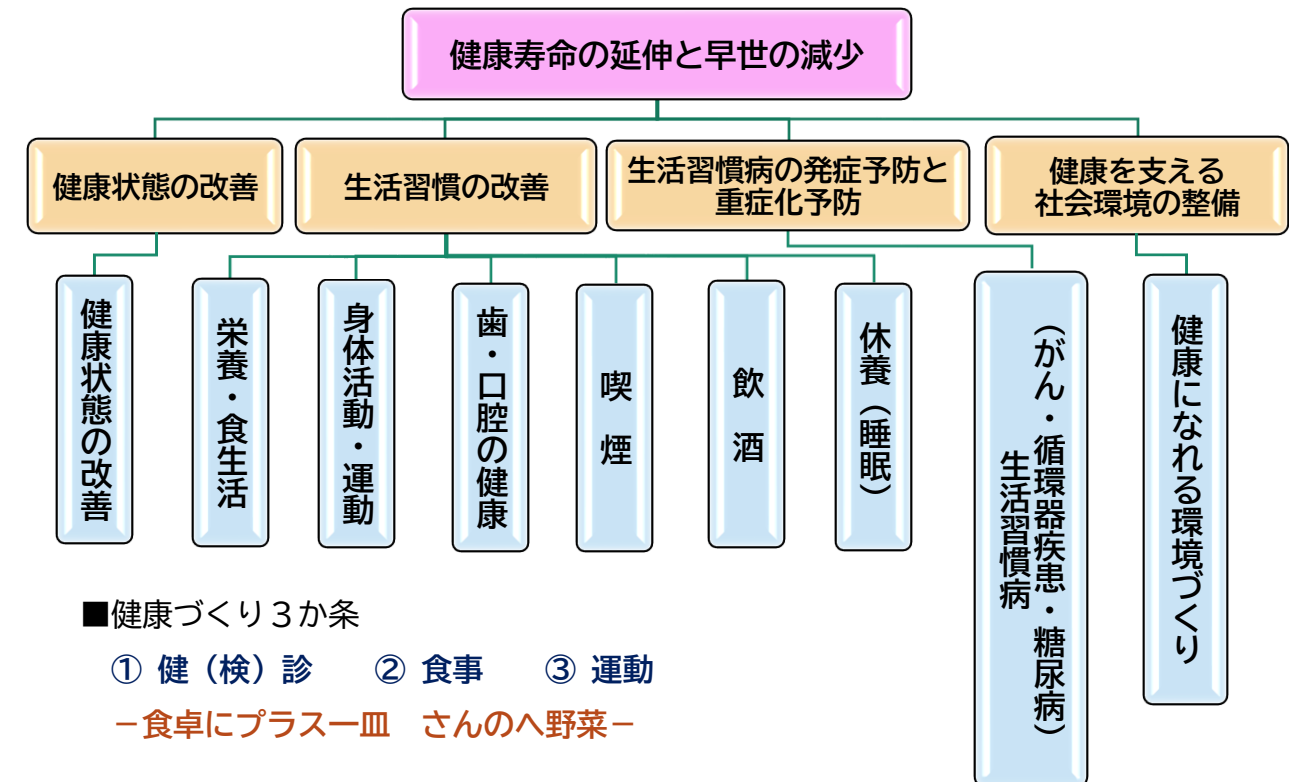 健康寿命の延伸と早世の減少
健康状態の改善
生活習慣の改善
生活習慣病の発症予防と
重症化予防
健康を支える
社会環境の整備
健康状態の改善
栄養・食生活
身体活動・運動
歯・口腔の健康
喫　煙
飲　酒
休養（睡眠）
（がん・循環器疾患・糖尿病）
生活習慣病
健康になれる環境づくり
■健康づくり３か条
① 健（検）診　　② 食事　　③ 運動
－食卓にプラス一皿　さんのへ野菜－